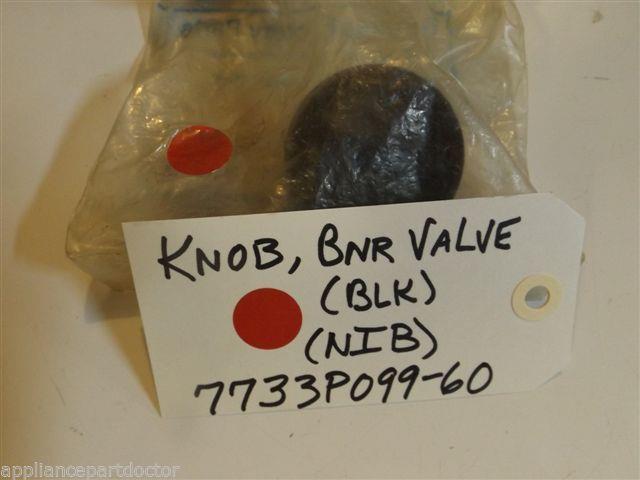 KNOB, BNR VALVE
(BLK)
(NIB)
7733P099-60
appliancepartdoctor